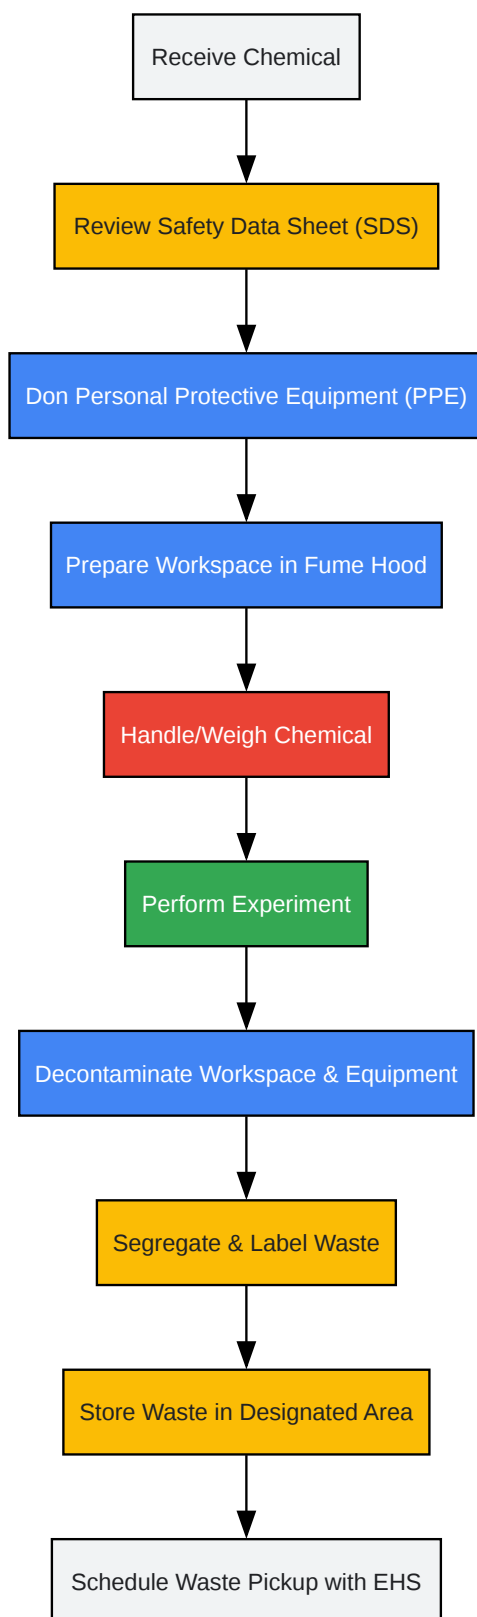 Receive Chemical
Review Safety Data Sheet (SDS)
Don Personal Protective Equipment (PPE)
Prepare Workspace in Fume Hood
Handle/Weigh Chemical
Perform Experiment
Decontaminate Workspace & Equipment
Segregate & Label Waste
Store Waste in Designated Area
Schedule Waste Pickup with EHS